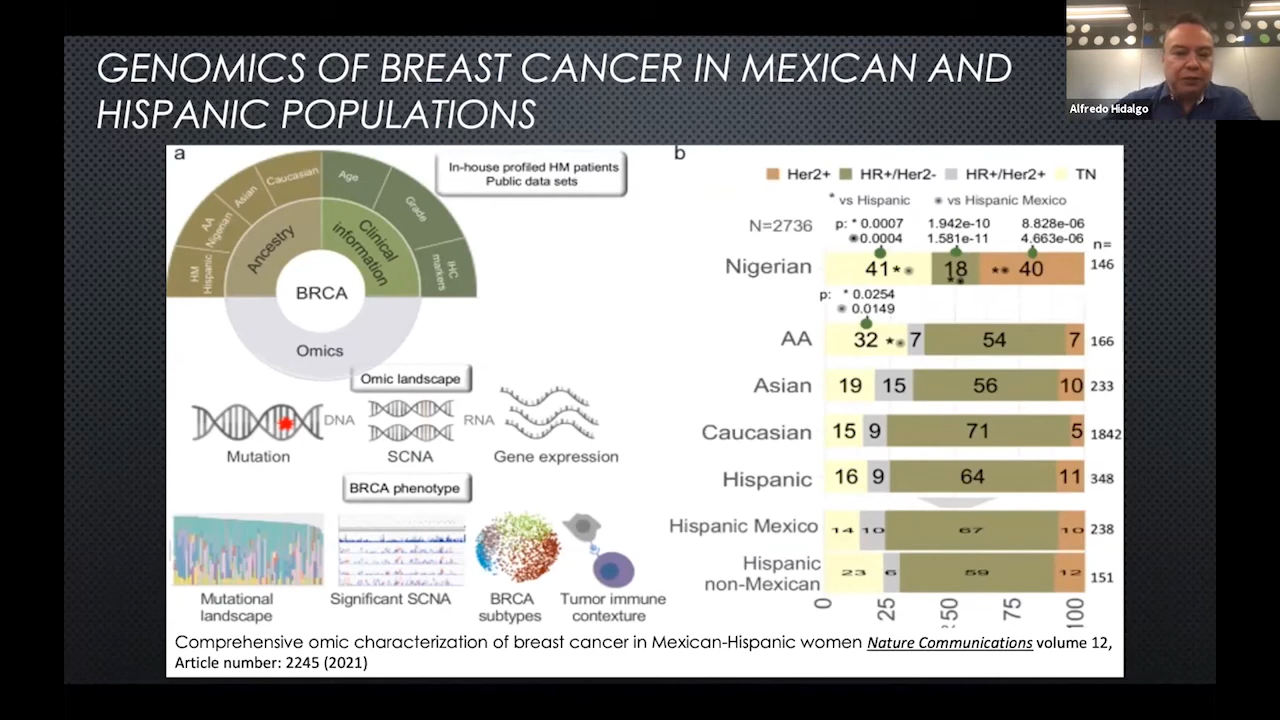 GENOMICS OF BREAST CANCER IN MEXICAN AND
HISPANIC POPULATIONS
Alfredo Hidalgo
a
In-house profiled HM patients
Public data sets
Ancestry
Clinical
information
HM
Hispanic
AA
Nigerian
Asian
Caucasian
Age
Grade
IHC
markers
BRCA
Omics
Omic landscape
DNA
RNA
Mutation
SCNA
Gene expression
BRCA phenotype
Mutational
landscape
Significant SCNA
BRCA
subtypes
Tumor immune
contexture
b
Her2+ HR+/Her2- HR+/Her2+ TN
* vs Hispanic ◉ vs Hispanic Mexico
N=2736
p: * 0.0007 1.942e-10 8.828e-06
◉0.0004 1.581e-11 4.663e-06
n=
Nigerian 41 *◉ 18 *◉ *◉ 40 146
p: * 0.0254
◉ 0.0149
AA 32 *◉ 7 54 7 166
Asian 19 15 56 10 233
Caucasian 15 9 71 5 1842
Hispanic 16 9 64 11 348
Hispanic Mexico 14 10 67 10 238
Hispanic
non-Mexican 23 6 59 12 151
0 25 50 75 100
Comprehensive omic characterization of breast cancer in Mexican-Hispanic women Nature Communications volume 12,
Article number: 2245 (2021)